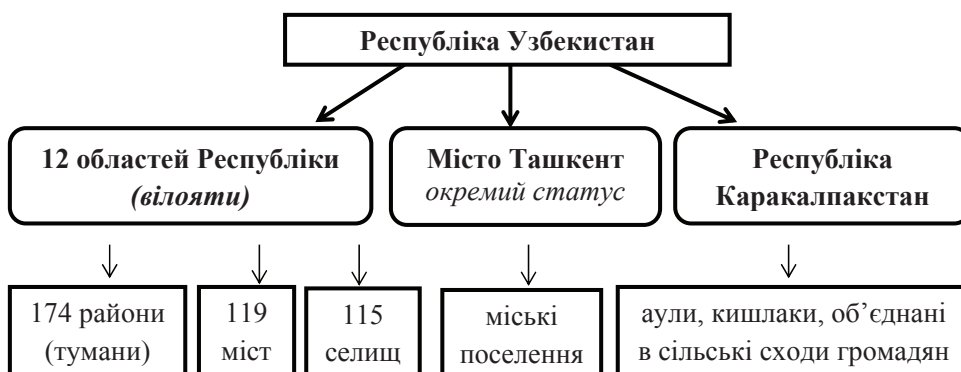 Республіка Узбекистан
12 областей Республіки
(вілояти)
Місто Ташкент
окремий статус
Республіка
Каракалпакстан
174 райони
(тумани)
119
міст
115
селищ
міські
поселення
аули, кишлаки, об’єднані
в сільські сходи громадян